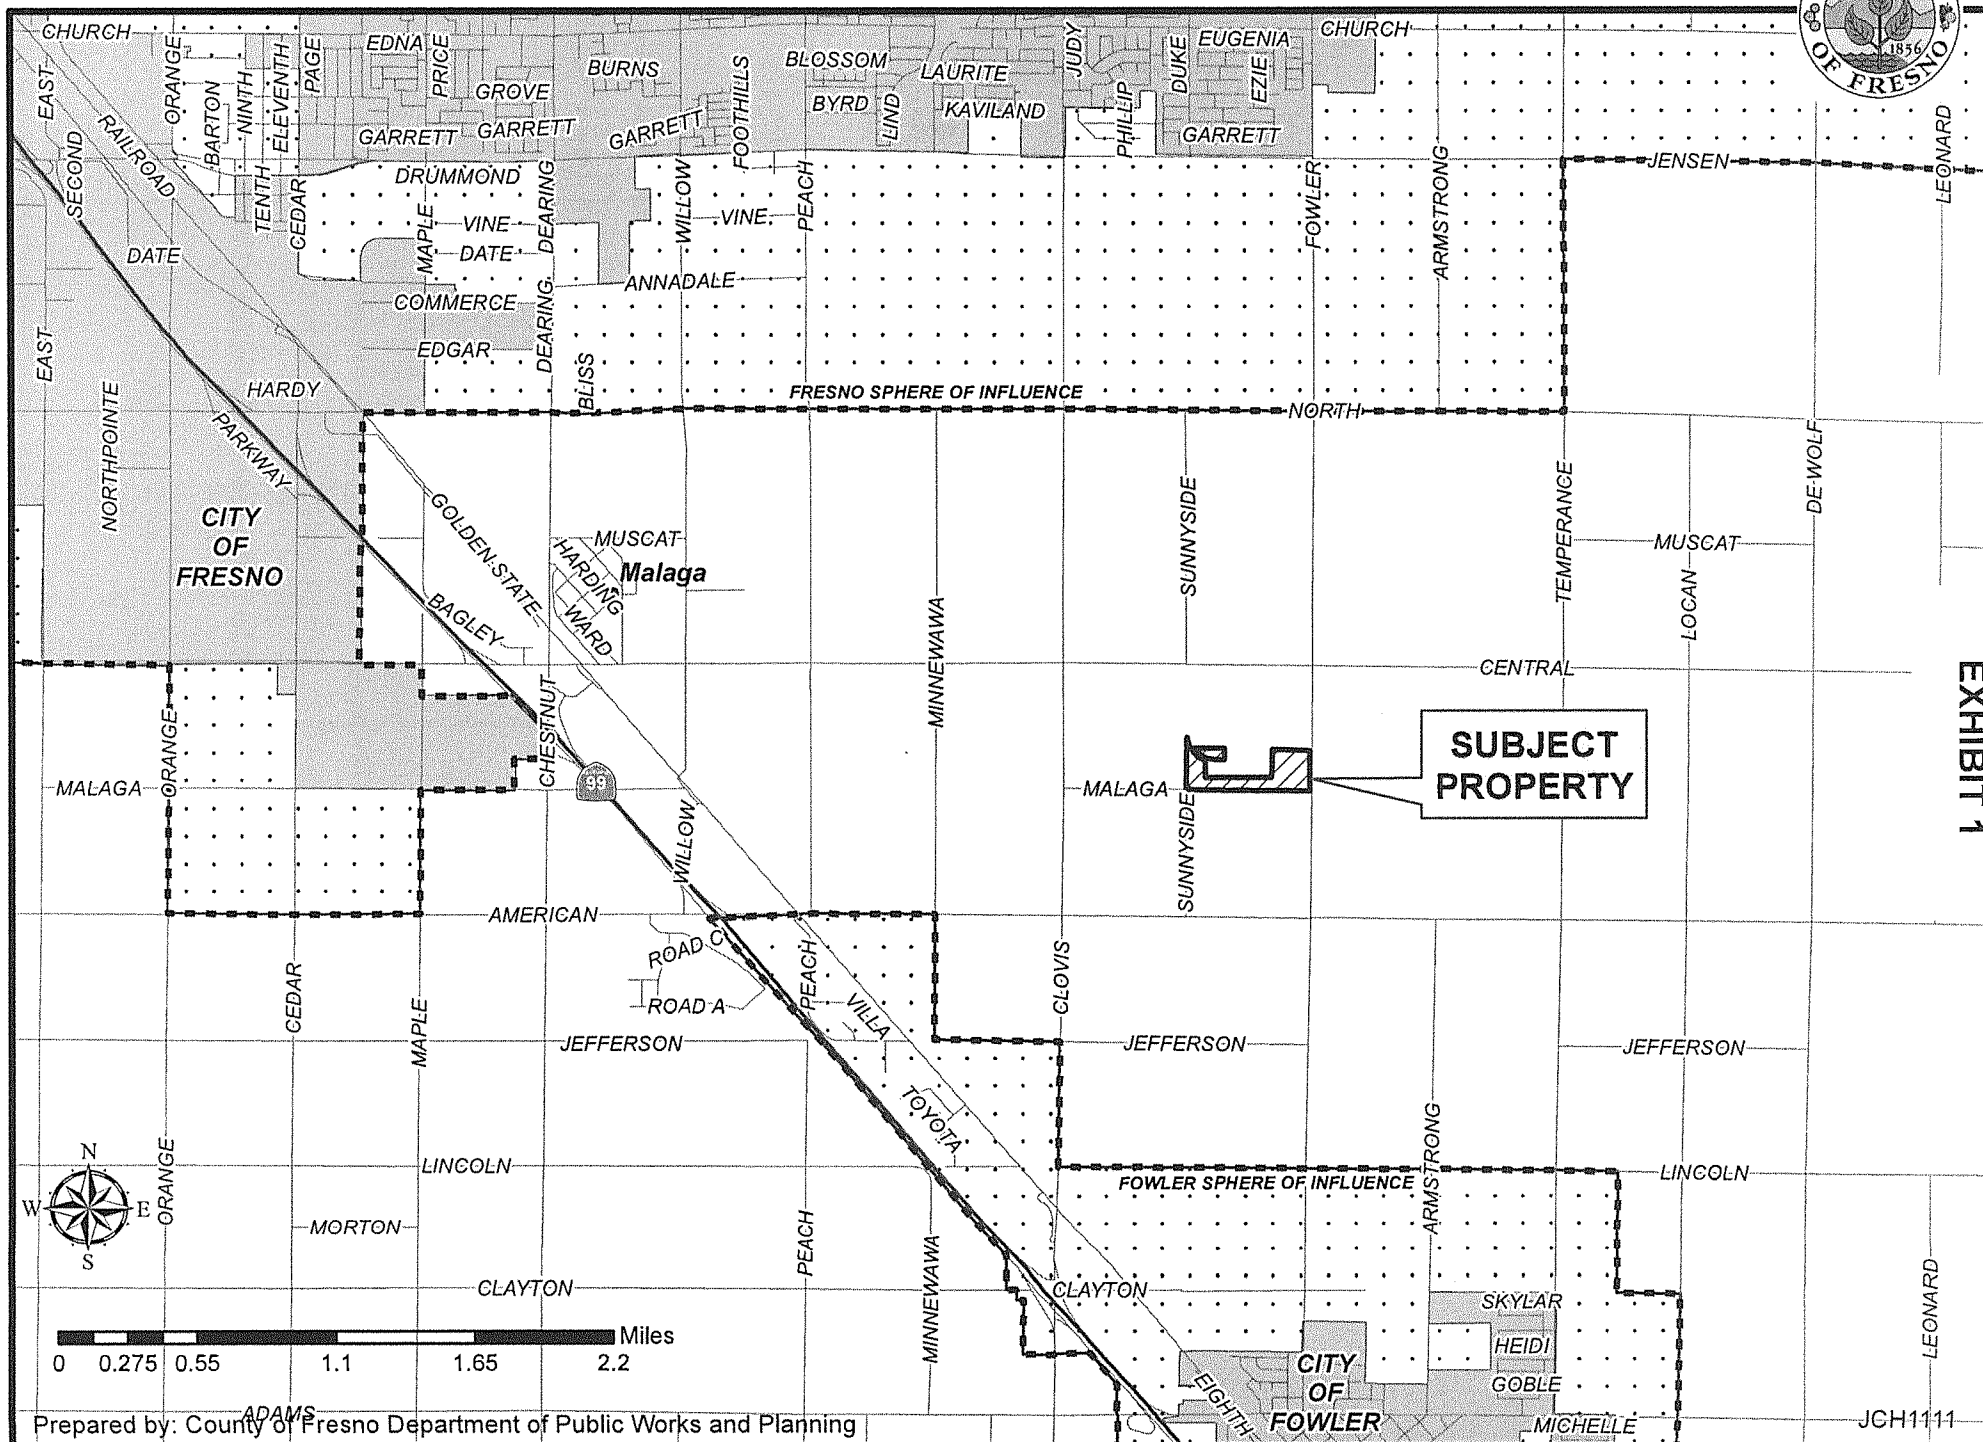 CHURCH
ORANGE
EAST
SECOND
RAILROAD
BARTON
NINTH
TENTH
ELEVENTH
PAGE
CEDAR
EDNA
PRICE
GROVE
GARRETT
GARRETT
BURNS
GARRETT
FOOTHILLS
BLOSSOM
BYRD
LIND
LAURITE
KAVILAND
JUDY
PHILLIP
DUKE
EUGENIA
EZIE
GARRETT
CHURCH
1856
OF FRESNO
DRUMMOND
MAPLE
VINE
DATE
DEARING
WILLOW
VINE
PEACH
FOWLER
ARMSTRONG
JENSEN
LEONARD
DATE
COMMERCE
EDGAR
DEARING
ANNADALE
BLISS
EAST
HARDY
NORTHPOINTE
PARKWAY
FRESNO SPHERE OF INFLUENCE
NORTH
CITY
OF
FRESNO
GOLDEN STATE
MUSCAT
HARDING
Malaga
WARD
BAGLEY
MINNEWAWA
SUNNYSIDE
TEMPERANCE
MUSCAT
LOCAN
DE WOLF
CENTRAL
EXHIBIT 1
CHESTNUT
ORANGE
MALAGA
99
MALAGA
SUNNYSIDE
SUBJECT
PROPERTY
WILLOW
AMERICAN
ROAD C
ROAD A
PEACH
VILLA
CLOVIS
CEDAR
MAPLE
JEFFERSON
JEFFERSON
JEFFERSON
TOYOTA
ARMSTRONG
N
W
E
S
ORANGE
LINCOLN
LINCOLN
FOWLER SPHERE OF INFLUENCE
MORTON
PEACH
MINNEWAWA
CLAYTON
CLAYTON
SKYLAR
HEIDI
GOBLE
MICHELLE
LEONARD
Miles
0 0.275 0.55 1.1 1.65 2.2
CITY
OF
FOWLER
EIGHTH
ADAMS
Prepared by: County of Fresno Department of Public Works and Planning
JCH1111